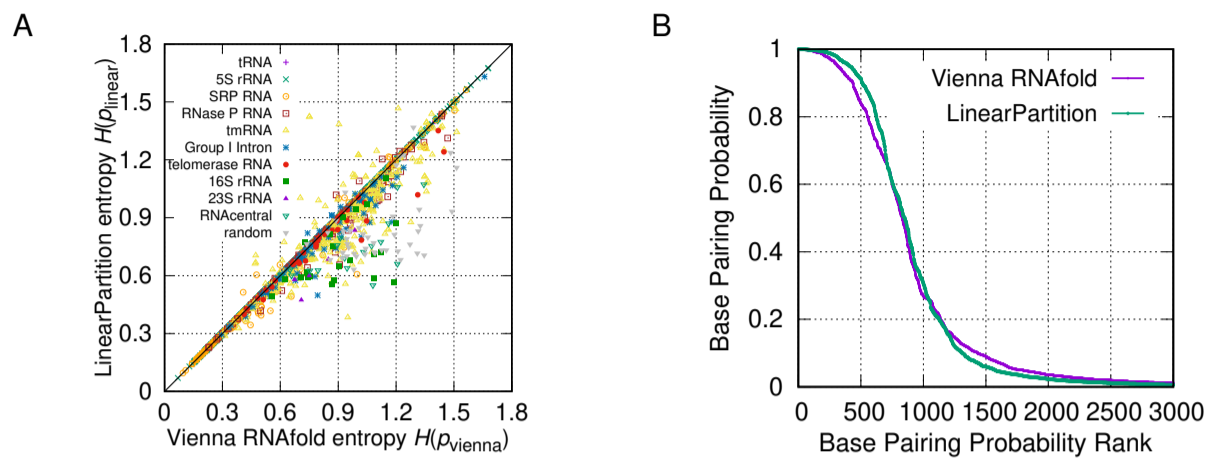 A
B
LinearPartition entropy H(plinear)
1.8
1.5
1.2
0.9
0.6
0.3
0
tRNA
5S rRNA
SRP RNA
RNase P RNA
tmRNA
Group I Intron
telomerase RNA
16S rRNA
23S rRNA
RNAcentral
random
0 0.3 0.6 0.9 1.2 1.5 1.8
Vienna RNAfold entropy H(pvienna)
Base Pairing Probability
1
0.8
0.6
0.4
0.2
0
Vienna RNAfold
LinearPartition
0 500 1000 1500 2000 2500 3000
Base Pairing Probability Rank